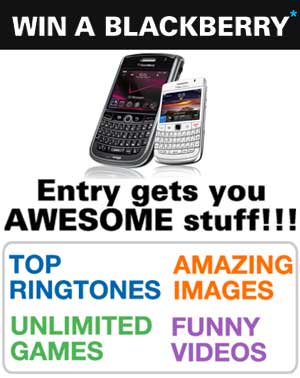 WIN A BLACKBERRY*
Entry gets you
AWESOME stuff!!!
TOP
RINGTONES
AMAZING
IMAGES
UNLIMITED
GAMES
FUNNY
VIDEOS